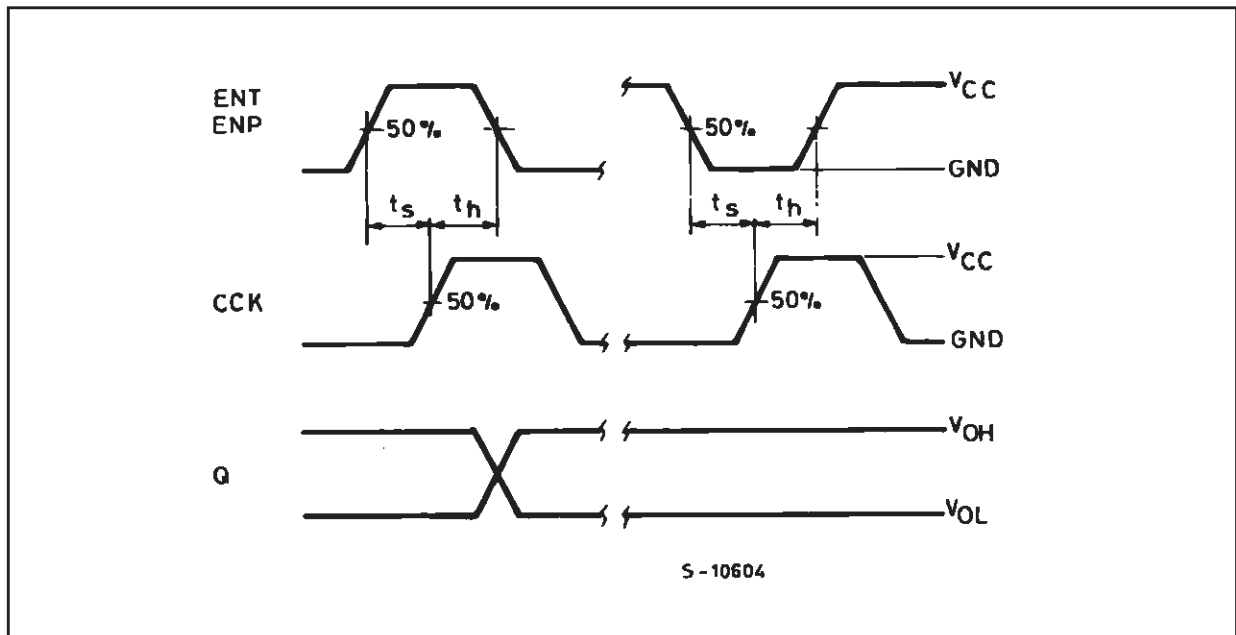 ENT
ENP
50%
50%
VCC
GND
ts th
ts th
CCK
50%
50%
VCC
GND
Q
VOH
VOL
S-10604